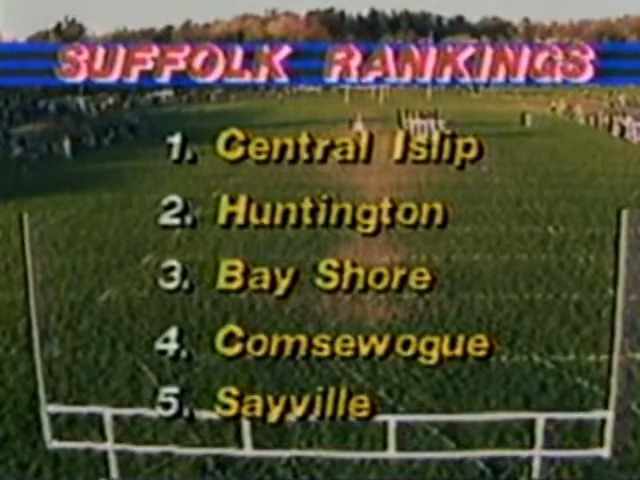 SUFFOLK RANKINGS
1. Central Islip
2. Huntington
3. Bay Shore
4. Comsewogue
5. Sayville